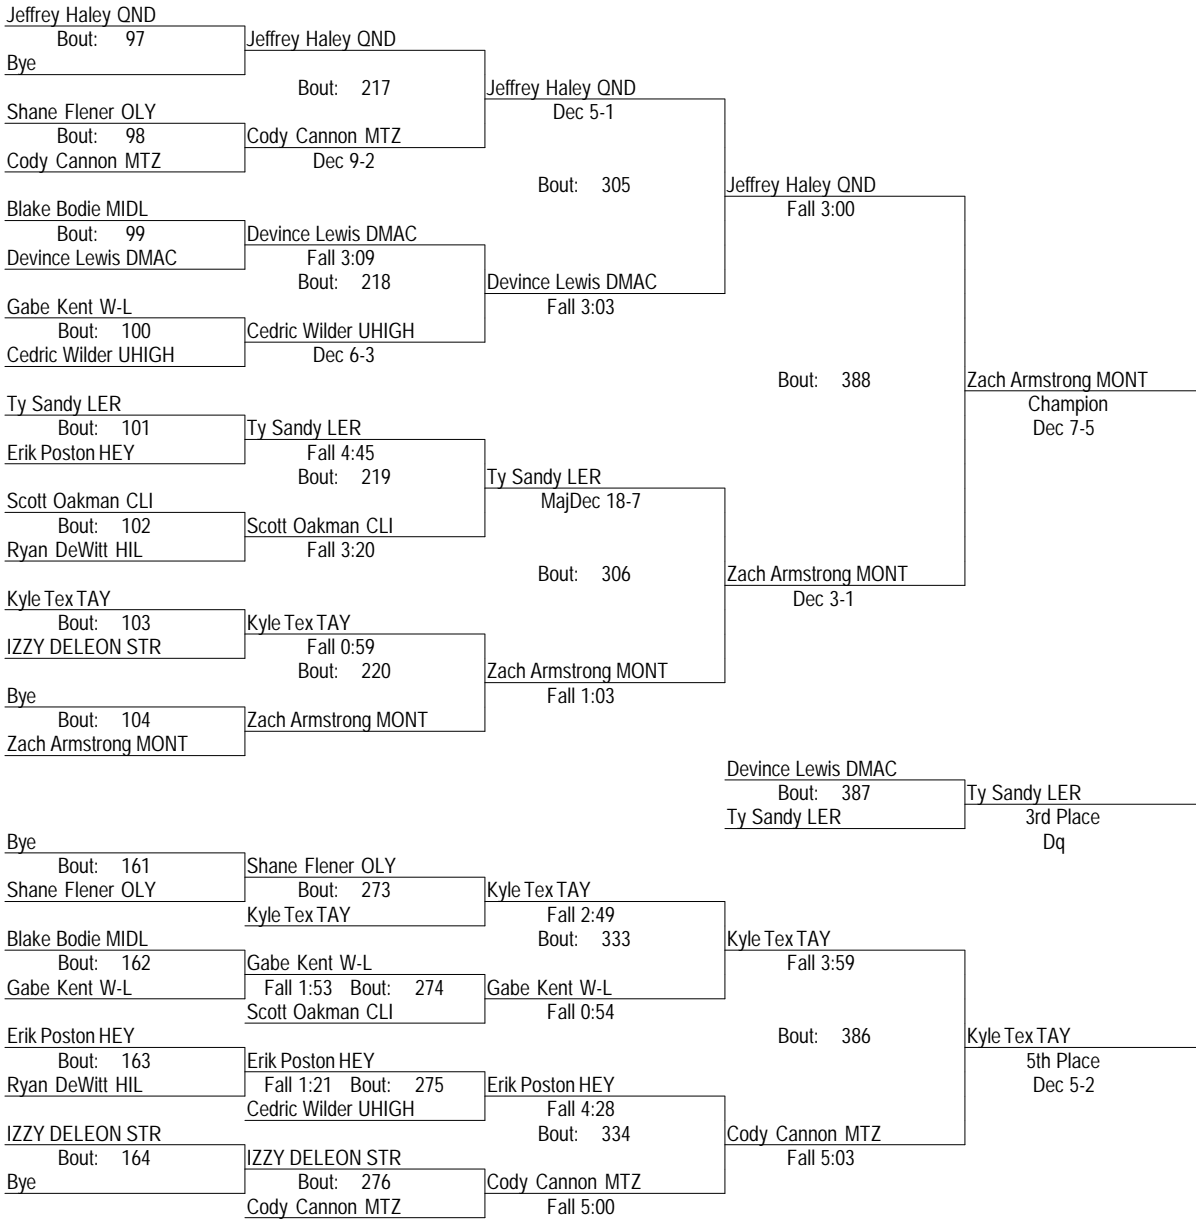 Jeffrey Haley QND
Bout: 97
Jeffrey Haley QND
Bye
Bout: 217
Jeffrey Haley QND
Shane Flener OLY
Dec 5-1
Bout: 98
Cody Cannon MTZ
Cody Cannon MTZ
Dec 9-2
Bout: 305
Jeffrey Haley QND
Blake Bodie MIDL
Fall 3:00
Bout: 99
Devince Lewis DMAC
Devince Lewis DMAC
Fall 3:09
Bout: 218
Devince Lewis DMAC
Gabe Kent W-L
Fall 3:03
Bout: 100
Cedric Wilder UHIGH
Cedric Wilder UHIGH
Dec 6-3
Bout: 388
Zach Armstrong MONT
Ty Sandy LER
Champion
Bout: 101
Ty Sandy LER
Dec 7-5
Erik Poston HEY
Fall 4:45
Bout: 219
Ty Sandy LER
Scott Oakman CLI
MajDec 18-7
Bout: 102
Scott Oakman CLI
Ryan DeWitt HIL
Fall 3:20
Bout: 306
Zach Armstrong MONT
Kyle Tex TAY
Dec 3-1
Bout: 103
Kyle Tex TAY
IZZY DELEON STR
Fall 0:59
Bout: 220
Zach Armstrong MONT
Bye
Fall 1:03
Bout: 104
Zach Armstrong MONT
Zach Armstrong MONT
Devince Lewis DMAC
Bout: 387
Ty Sandy LER
Ty Sandy LER
3rd Place
Dq
Bye
Bout: 161
Shane Flener OLY
Shane Flener OLY
Bout: 273
Kyle Tex TAY
Kyle Tex TAY
Fall 2:49
Blake Bodie MIDL
Bout: 333
Kyle Tex TAY
Bout: 162
Gabe Kent W-L
Fall 3:59
Gabe Kent W-L
Fall 1:53 Bout: 274
Gabe Kent W-L
Scott Oakman CLI
Fall 0:54
Erik Poston HEY
Bout: 386
Kyle Tex TAY
Bout: 163
Erik Poston HEY
5th Place
Ryan DeWitt HIL
Fall 1:21 Bout: 275
Erik Poston HEY
Dec 5-2
Cedric Wilder UHIGH
Fall 4:28
IZZY DELEON STR
Bout: 334
Cody Cannon MTZ
Bout: 164
IZZY DELEON STR
Fall 5:03
Bye
Bout: 276
Cody Cannon MTZ
Cody Cannon MTZ
Fall 5:00